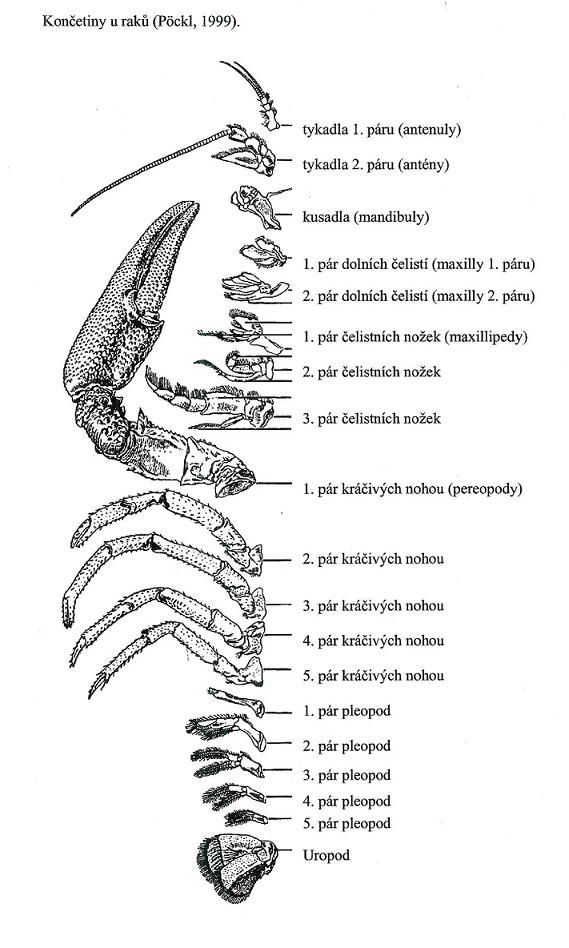 Končetiny u raků (Pöckl, 1999).
tykadla 1. páru (antenuly)
tykadla 2. páru (antény)
kusadla (mandibuly)
1. pár dolních čelistí (maxilly 1. páru)
2. pár dolních čelistí (maxilly 2. páru)
1. pár čelistních nožek (maxillipedy)
2. pár čelistních nožek
3. pár čelistních nožek
1. pár kráčivých nohou (pereopody)
2. pár kráčivých nohou
3. pár kráčivých nohou
4. pár kráčivých nohou
5. pár kráčivých nohou
1. pár pleopod
2. pár pleopod
3. pár pleopod
4. pár pleopod
5. pár pleopod
Uropod